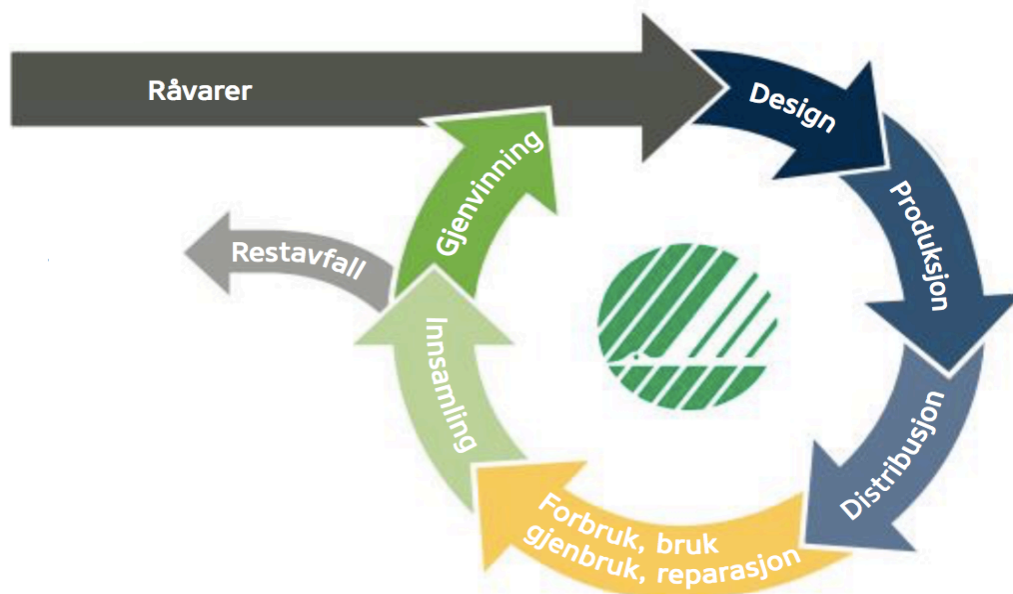 Råvarer
Design
Produksjon
Distribusjon
Forbruk, bruk
gjenbruk, reparasjon
Innsamling
Gjenvinning
Restavfall